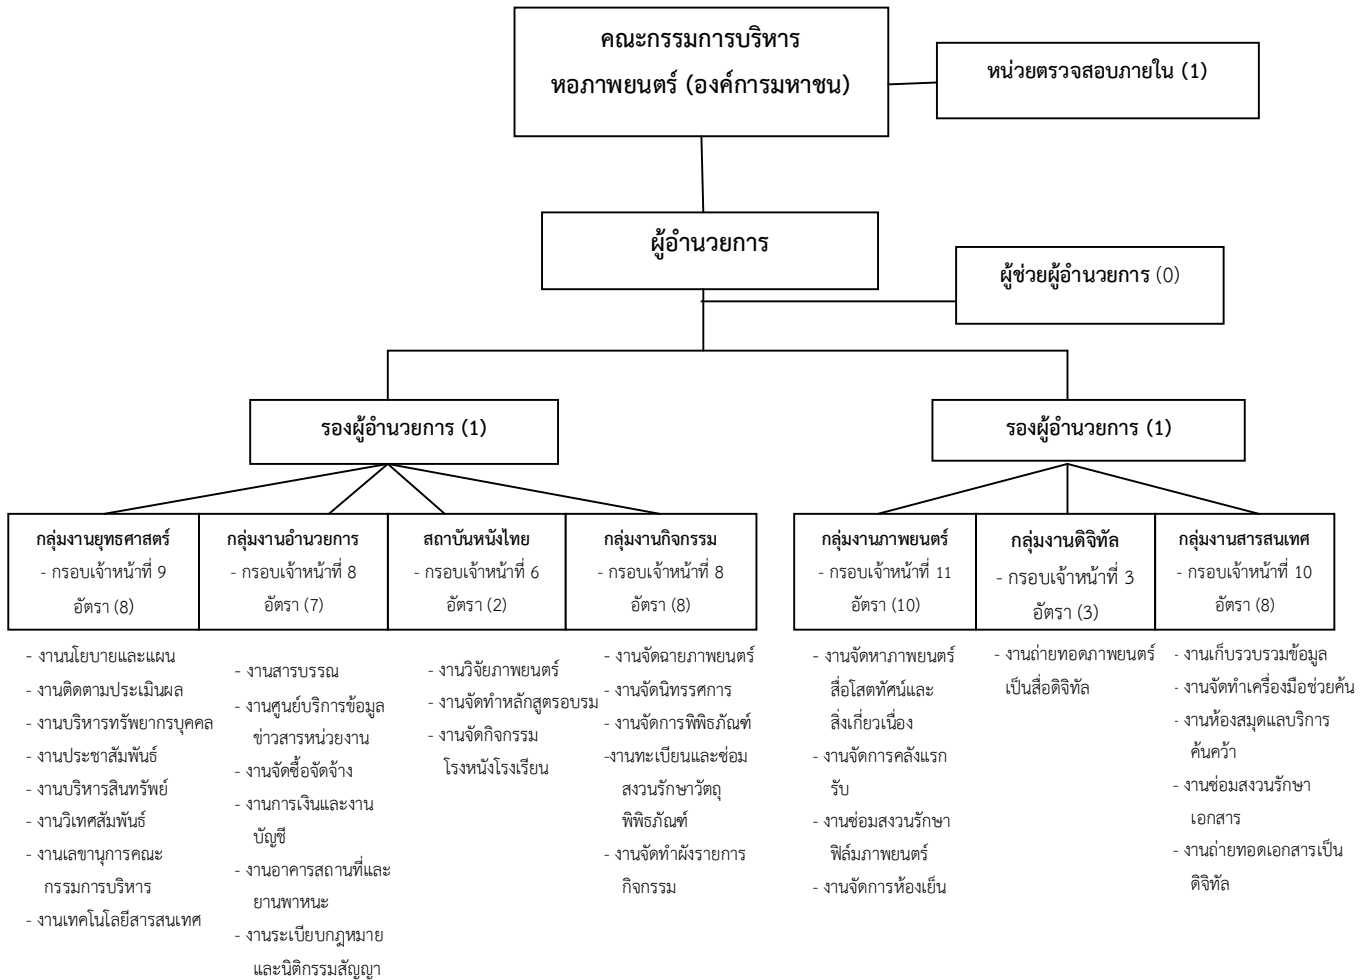 คณะกรรมการบริหาร
หอภาพยนตร์ (องค์การมหาชน)
หน่วยตรวจสอบภายใน (1)
ผู้อำนวยการ
ผู้ช่วยผู้อำนวยการ (0)
รองผู้อำนวยการ (1)
รองผู้อำนวยการ (1)
กลุ่มงานยุทธศาสตร์
- กรอบเจ้าหน้าที่ 9
อัตรา (8)
- งานนโยบายและแผน
- งานติดตามประเมินผล
- งานบริหารทรัพยากรบุคคล
- งานประชาสัมพันธ์
- งานบริหารสินทรัพย์
- งานวิเทศสัมพันธ์
- งานเลขานุการคณะ
กรรมการบริหาร
- งานเทคโนโลยีสารสนเทศ
กลุ่มงานอำนวยการ
- กรอบเจ้าหน้าที่ 8
อัตรา (7)
- งานสารบรรณ
- งานศูนย์บริการข้อมูล
ข่าวสารหน่วยงาน
- งานจัดซื้อจัดจ้าง
- งานการเงินและงาน
บัญชี
- งานอาคารสถานที่และ
ยานพาหนะ
- งานระเบียบกฎหมาย
และนิติกรรมสัญญา
สถาบันหนังไทย
- กรอบเจ้าหน้าที่ 6
อัตรา (2)
- งานวิจัยภาพยนตร์
- งานจัดทำหลักสูตรอบรม
- งานจัดกิจกรรม
โรงหนังโรงเรียน
กลุ่มงานกิจกรรม
- กรอบเจ้าหน้าที่ 8
อัตรา (8)
- งานจัดฉายภาพยนตร์
- งานจัดนิทรรศการ
- งานจัดการพิพิธภัณฑ์
-งานทะเบียนและซ่อม
สงวนรักษาวัตถุ
พิพิธภัณฑ์
- งานจัดทำผังรายการ
กิจกรรม
กลุ่มงานภาพยนตร์
- กรอบเจ้าหน้าที่ 11
อัตรา (10)
- งานจัดหาภาพยนตร์
สื่อโสตทัศน์และ
สิ่งเกี่ยวเนื่อง
- งานจัดการคลังแรก
รับ
- งานซ่อมสงวนรักษา
ฟิล์มภาพยนตร์
- งานจัดการห้องเย็น
กลุ่มงานดิจิทัล
- กรอบเจ้าหน้าที่ 3
อัตรา (3)
- งานถ่ายทอดภาพยนตร์
เป็นสื่อดิจิทัล
กลุ่มงานสารสนเทศ
- กรอบเจ้าหน้าที่ 10
อัตรา (8)
- งานเก็บรวบรวมข้อมูล
- งานจัดทำเครื่องมือช่วยค้น
- งานห้องสมุดแลบริการ
ค้นคว้า
- งานซ่อมสงวนรักษา
เอกสาร
- งานถ่ายทอดเอกสารเป็น
ดิจิทัล